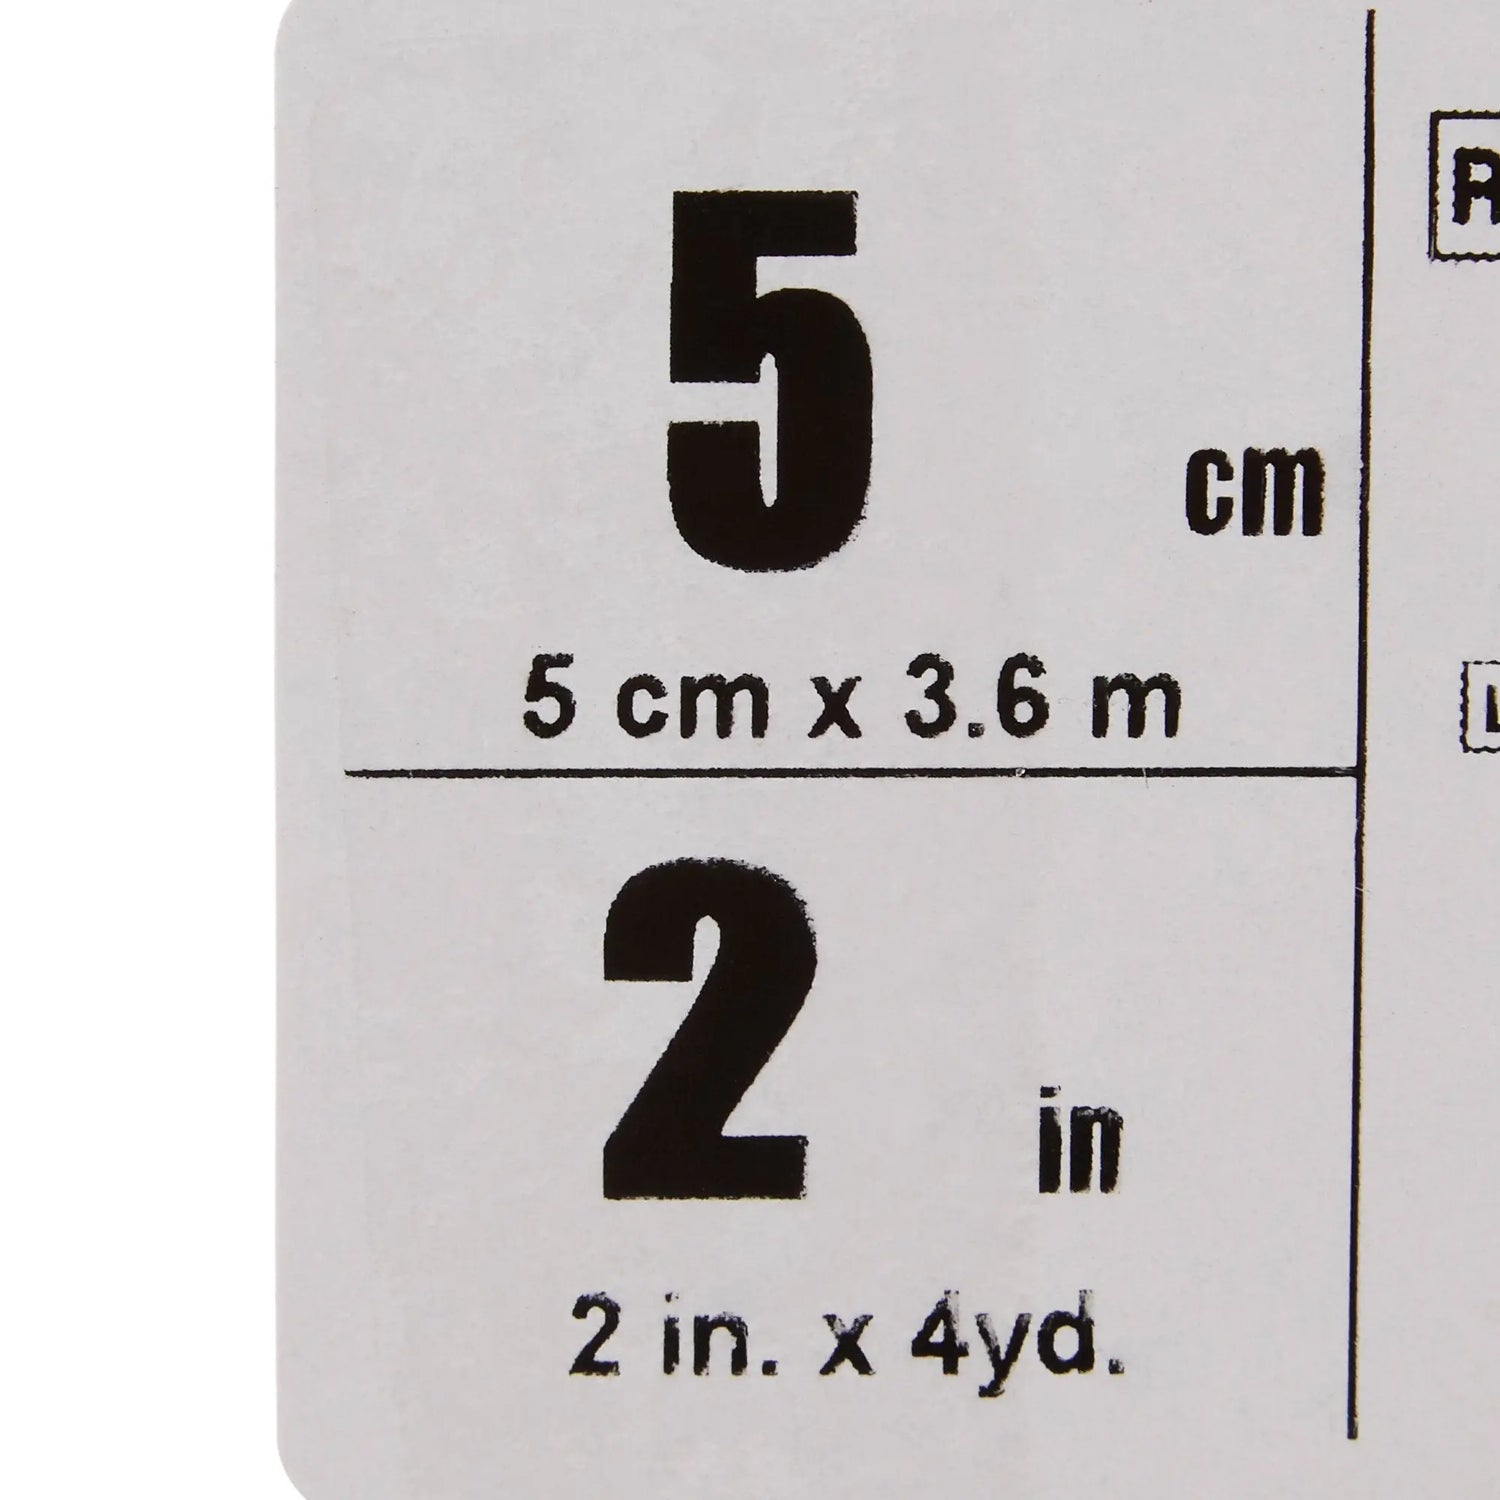 5 cm
5 cm x 3.6 m
2 in
2 in. x 4yd.